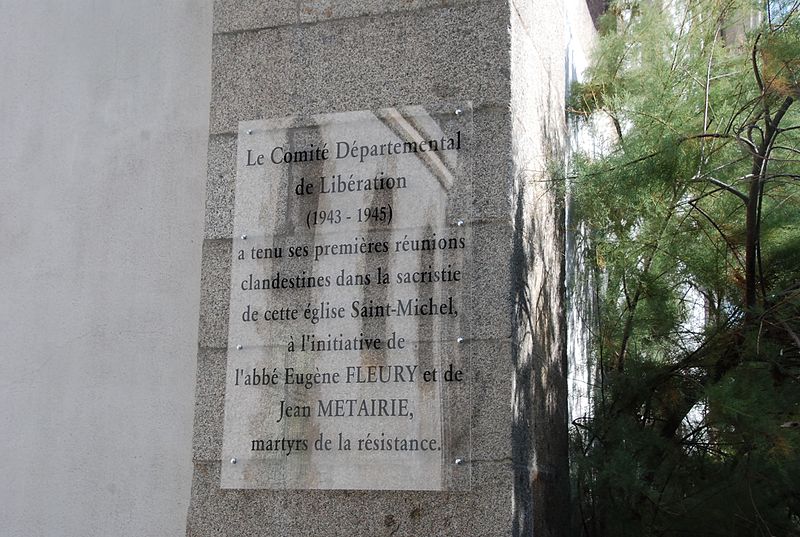 Le Comité Départemental
de Libération
(1943 - 1945)
a tenu ses premières réunions
clandestines dans la sacristie
de cette église Saint-Michel,
à l'initiative de
l'abbé Eugène FLEURY et de
Jean METAIRIE,
martyrs de la résistance.